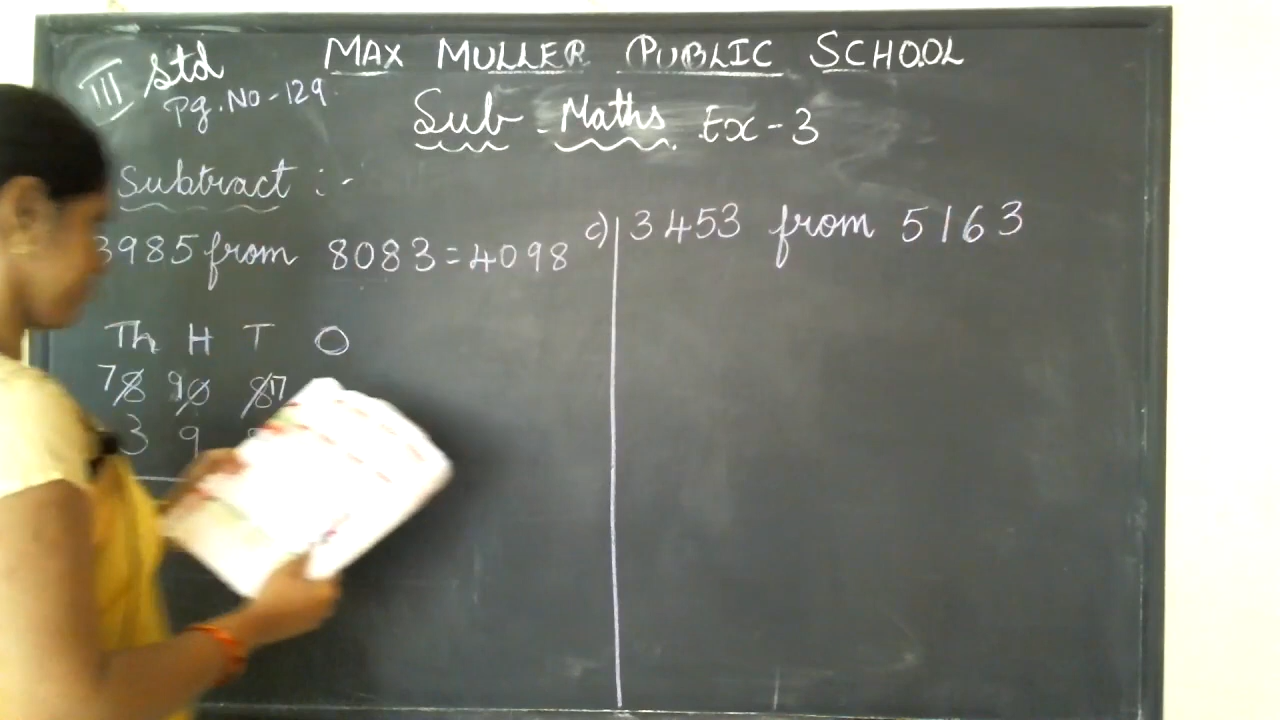 MAX MULLER PUBLIC SCHOOL
III Std
Pg. No - 129.
Sub - Maths. Ex - 3
Subtract :-
3985 from 8083 = 4098
Th H T O
7 8 9 0 8 17
3 9
c) 3453 from 5163